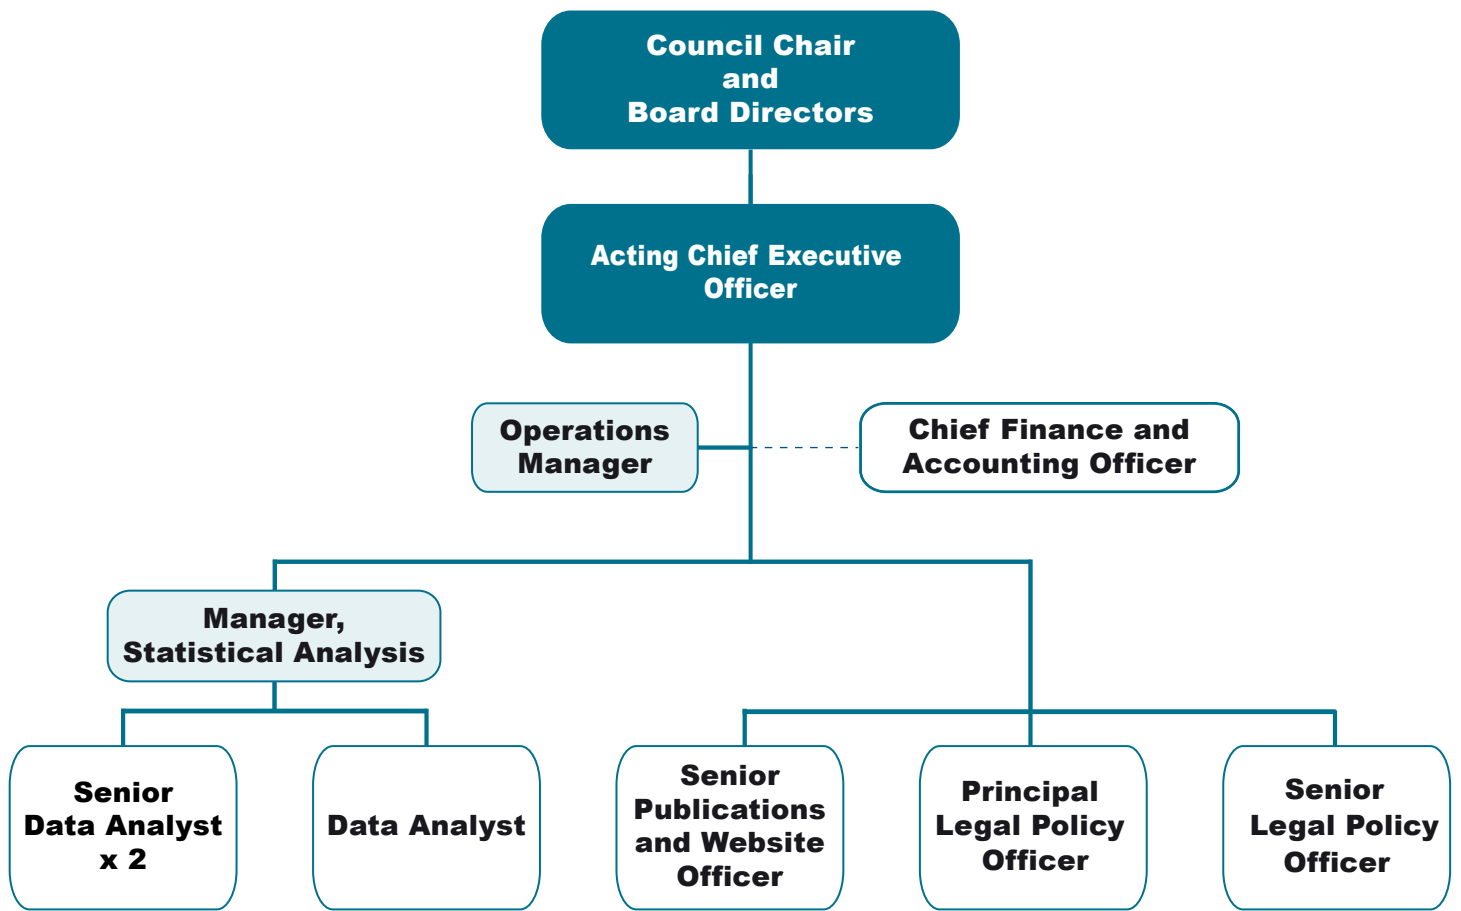 Council Chair
and
Board Directors
Acting Chief Executive
Officer
Operations
Manager
Chief Finance and
Accounting Officer
Manager,
Statistical Analysis
Senior
Data Analyst
x 2
Data Analyst
Senior
Publications
and Website
Officer
Principal
Legal Policy
Officer
Senior
Legal Policy
Officer